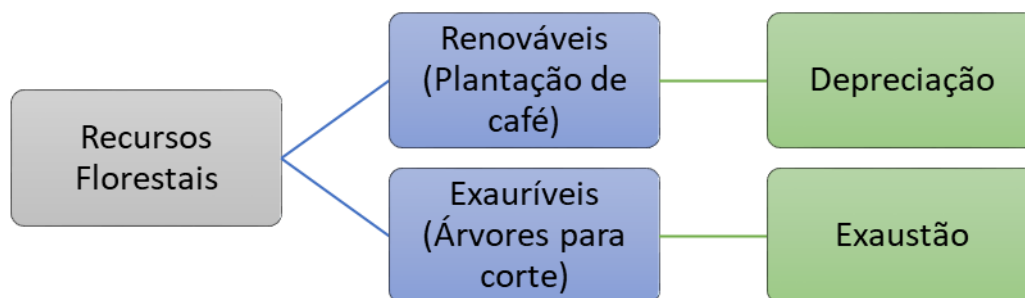 Recursos
Florestais
Renováveis
(Plantação de
café)
Depreciação
Exauríveis
(Árvores para
corte)
Exaustão